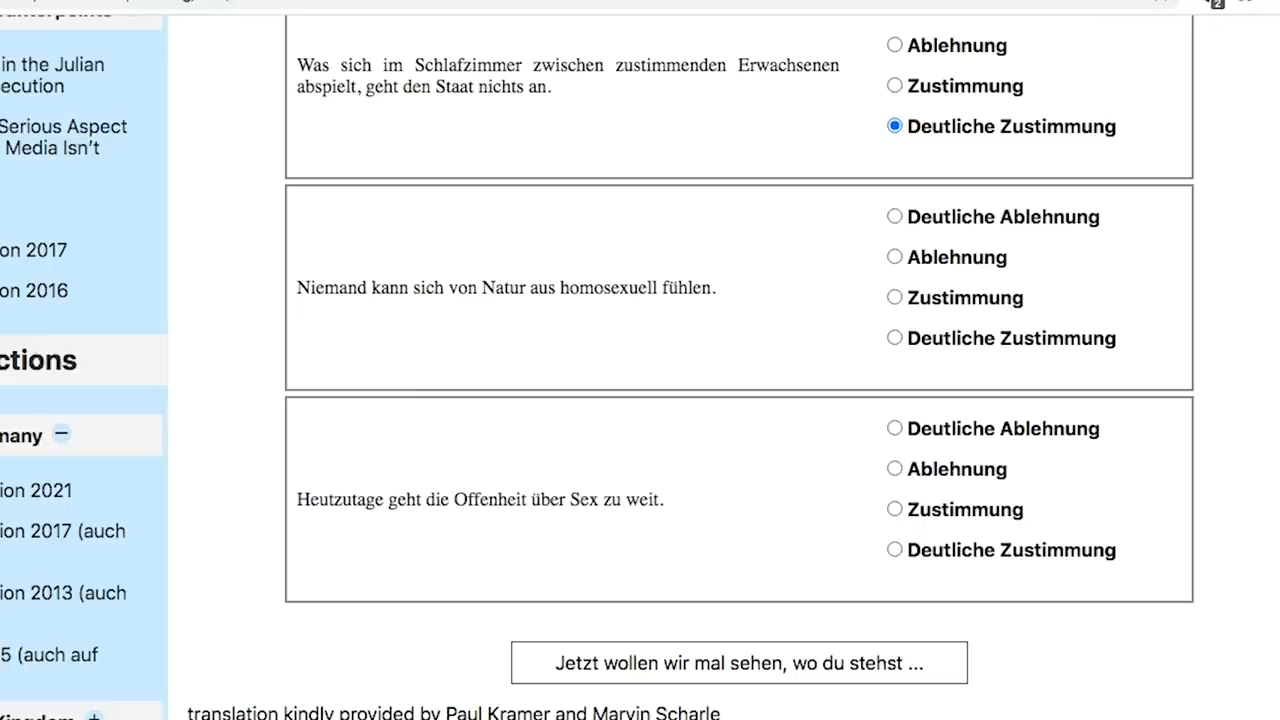 in the Julian
ecution
Serious Aspect
Media Isn't
on 2017
on 2016
ctions
many
ion 2021
ion 2017 (auch
ion 2013 (auch
5 (auch auf
Was sich im Schlafzimmer zwischen zustimmenden Erwachsenen
abspielt, geht den Staat nichts an.
Ablehnung
Zustimmung
Deutliche Zustimmung
Niemand kann sich von Natur aus homosexuell fühlen.
Deutliche Ablehnung
Ablehnung
Zustimmung
Deutliche Zustimmung
Heutzutage geht die Offenheit über Sex zu weit.
Deutliche Ablehnung
Ablehnung
Zustimmung
Deutliche Zustimmung
Jetzt wollen wir mal sehen, wo du stehst ...
translation kindly provided by Paul Kramer and Marvin Scharle